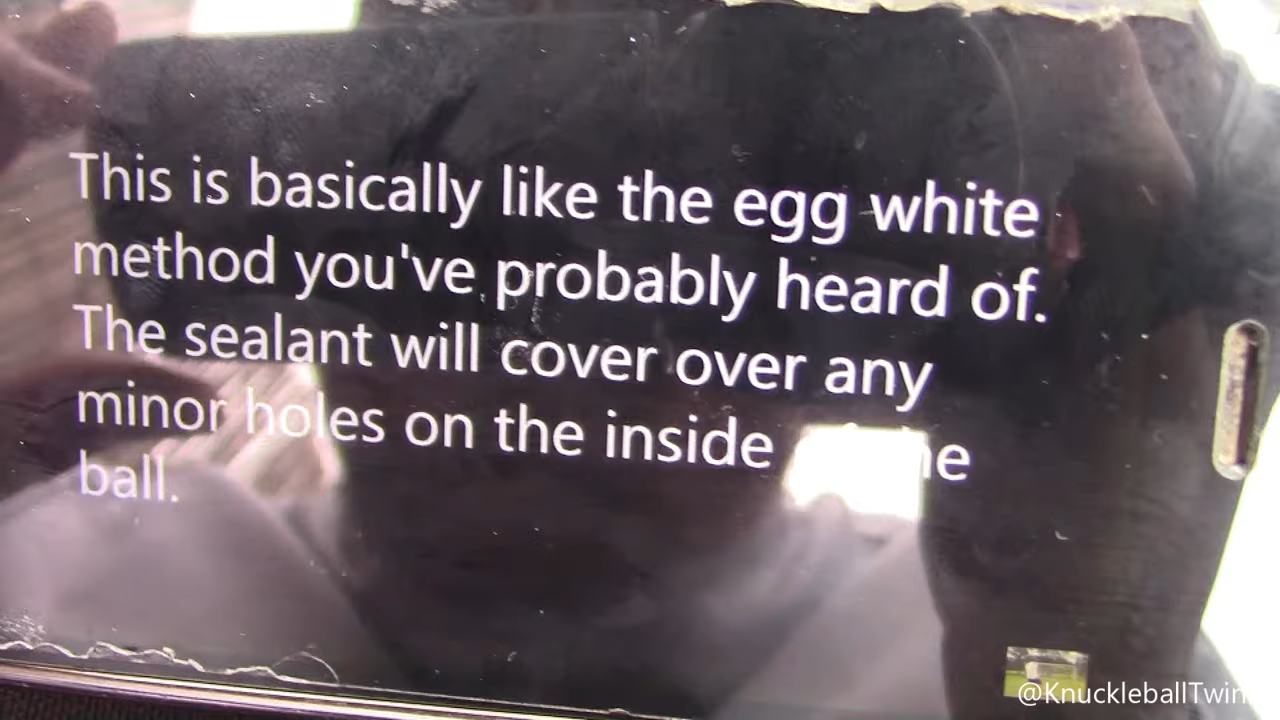 This is basically like the egg white
method you've probably heard of.
The sealant will cover over any
minor holes on the inside
ball.
@KnuckleballTwin